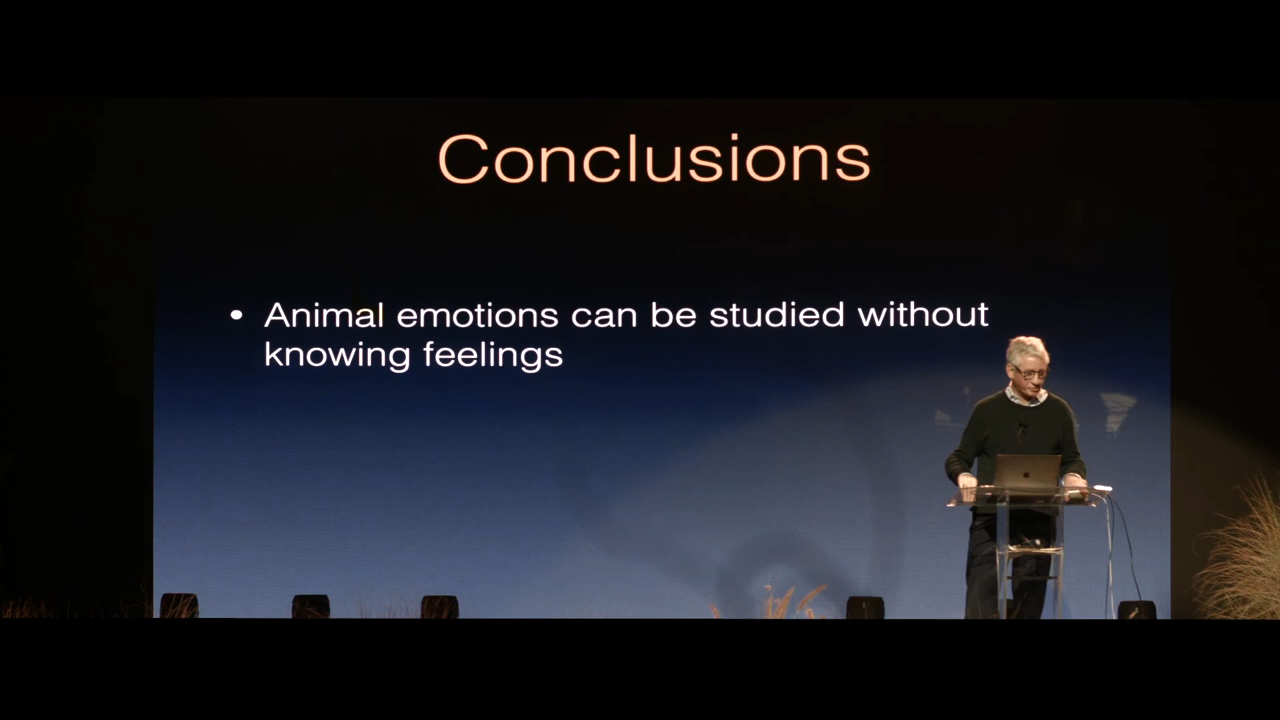 Conclusions
• Animal emotions can be studied without
knowing feelings